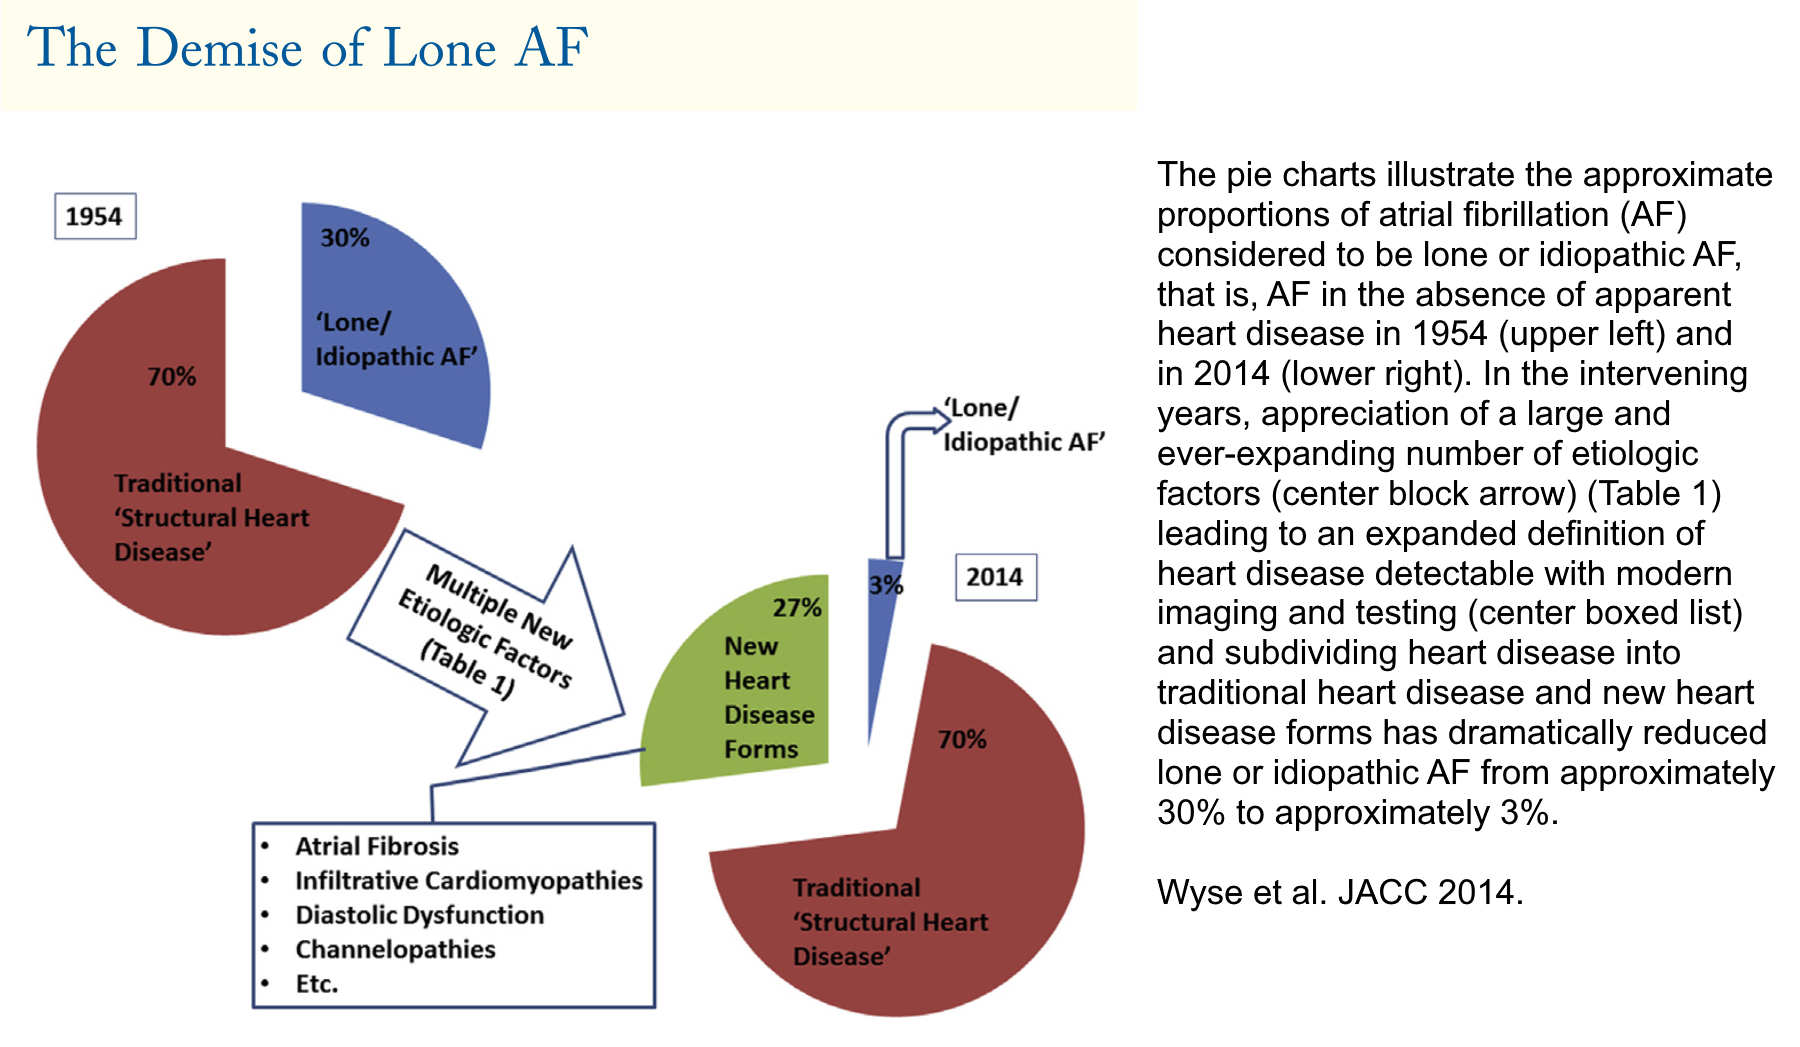 The Demise of Lone AF
1954
30%
‘Lone/
Idiopathic AF’
70%
Traditional
‘Structural Heart
Disease’
Multiple New
Etiologic Factors
(Table 1)
‘Lone/
Idiopathic AF’
3%
2014
27%
New
Heart
Disease
Forms
70%
Traditional
‘Structural Heart
Disease’
• Atrial Fibrosis
• Infiltrative Cardiomyopathies
• Diastolic Dysfunction
• Channelopathies
• Etc.
The pie charts illustrate the approximate
proportions of atrial fibrillation (AF)
considered to be lone or idiopathic AF,
that is, AF in the absence of apparent
heart disease in 1954 (upper left) and
in 2014 (lower right). In the intervening
years, appreciation of a large and
ever-expanding number of etiologic
factors (center block arrow) (Table 1)
leading to an expanded definition of
heart disease detectable with modern
imaging and testing (center boxed list)
and subdividing heart disease into
traditional heart disease and new heart
disease forms has dramatically reduced
lone or idiopathic AF from approximately
30% to approximately 3%.
Wyse et al. JACC 2014.